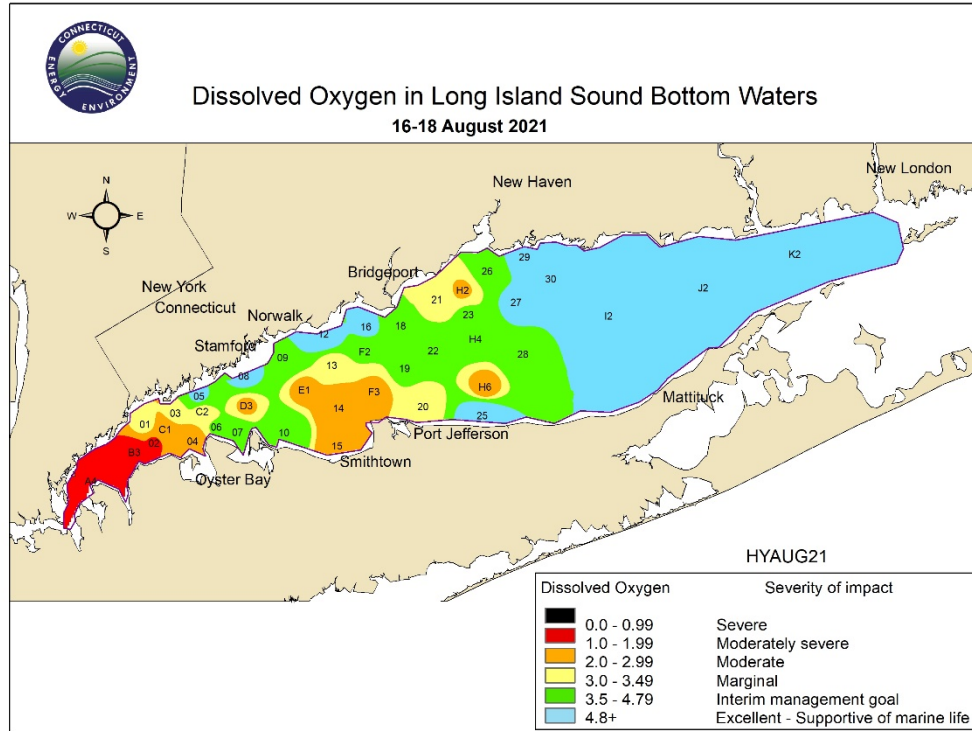 CONNECTICUT
ENERGY
ENVIRONMENT
Dissolved Oxygen in Long Island Sound Bottom Waters
16-18 August 2021
N
W E
S
New London
New Haven
New York
Connecticut
Bridgeport
Norwalk
Stamford
Mattituck
Port Jefferson
Smithtown
Oyster Bay
K2
J2
I2
29
30
26
27
H2
21
23
H4
28
16
18
12
F2
22
09
19
13
08
E1
F3
H6
05
14
20
25
D3
C2
03
01
C1
06
07
10
15
02
04
B3
A4
HYAUG21
Dissolved Oxygen Severity of impact
0.0 - 0.99 Severe
1.0 - 1.99 Moderately severe
2.0 - 2.99 Moderate
3.0 - 3.49 Marginal
3.5 - 4.79 Interim management goal
4.8+ Excellent - Supportive of marine life